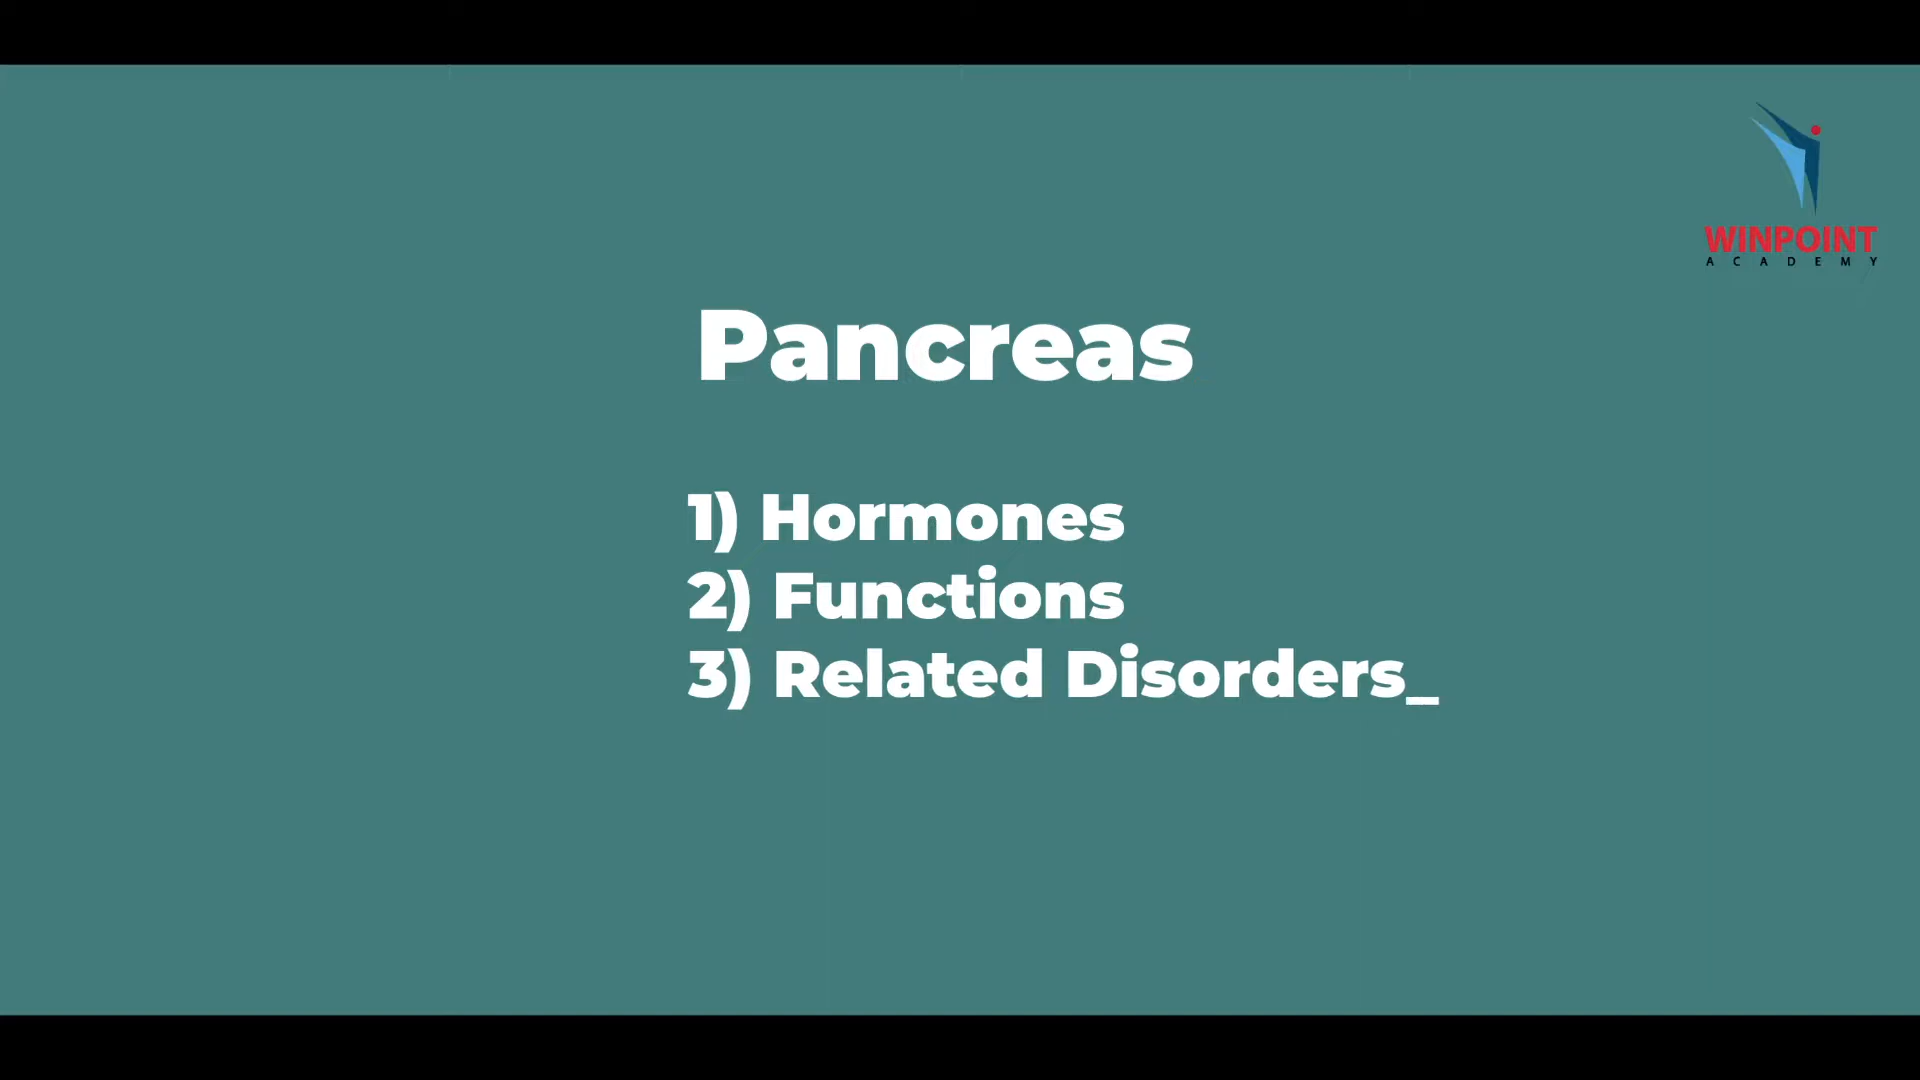 WINPOINT
ACADEMY
Pancreas
1) Hormones
2) Functions
3) Related Disorders_